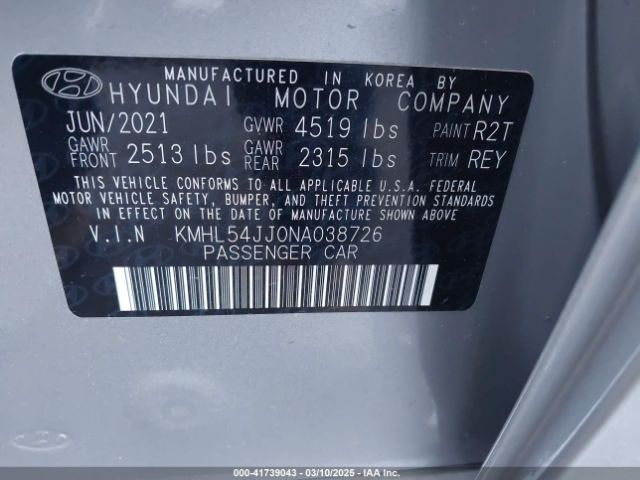 MANUFACTURED IN KOREA BY
HYUNDAI MOTOR COMPANY
JUN/2021 GVWR 4519 lbs PAINT R2T
GAWR FRONT 2513 lbs GAWR REAR 2315 lbs TRIM REY
THIS VEHICLE CONFORMS TO ALL APPLICABLE U.S.A. FEDERAL
MOTOR VEHICLE SAFETY, BUMPER, AND THEFT PREVENTION STANDARDS
IN EFFECT ON THE DATE OF MANUFACTURE SHOWN ABOVE
V.I.N KMHL54JJ0NA038726
PASSENGER CAR
000-41739043 - 03/10/2025 - IAA Inc.